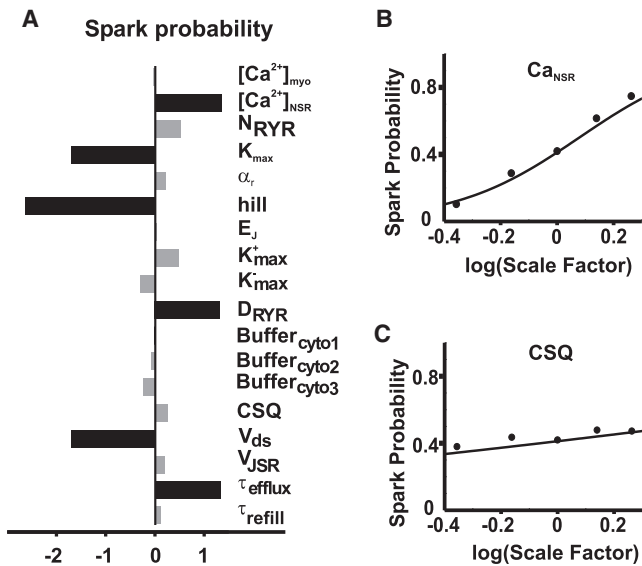 A
Spark probability
[Ca²⁺]myo
[Ca²⁺]NSR
NRYR
Kmax
αr
hill
EJ
K⁺max
K⁻max
DRYR
Buffercyto1
Buffercyto2
Buffercyto3
CSQ
Vds
VJSR
τefflux
τrefill
-2 -1 0 1
B
CaNSR
Spark Probability
0.8
0.4
0
-0.4 -0.2 0 0.2
log(Scale Factor)
C
CSQ
Spark Probability
0.8
0.4
0
-0.4 -0.2 0 0.2
log(Scale Factor)